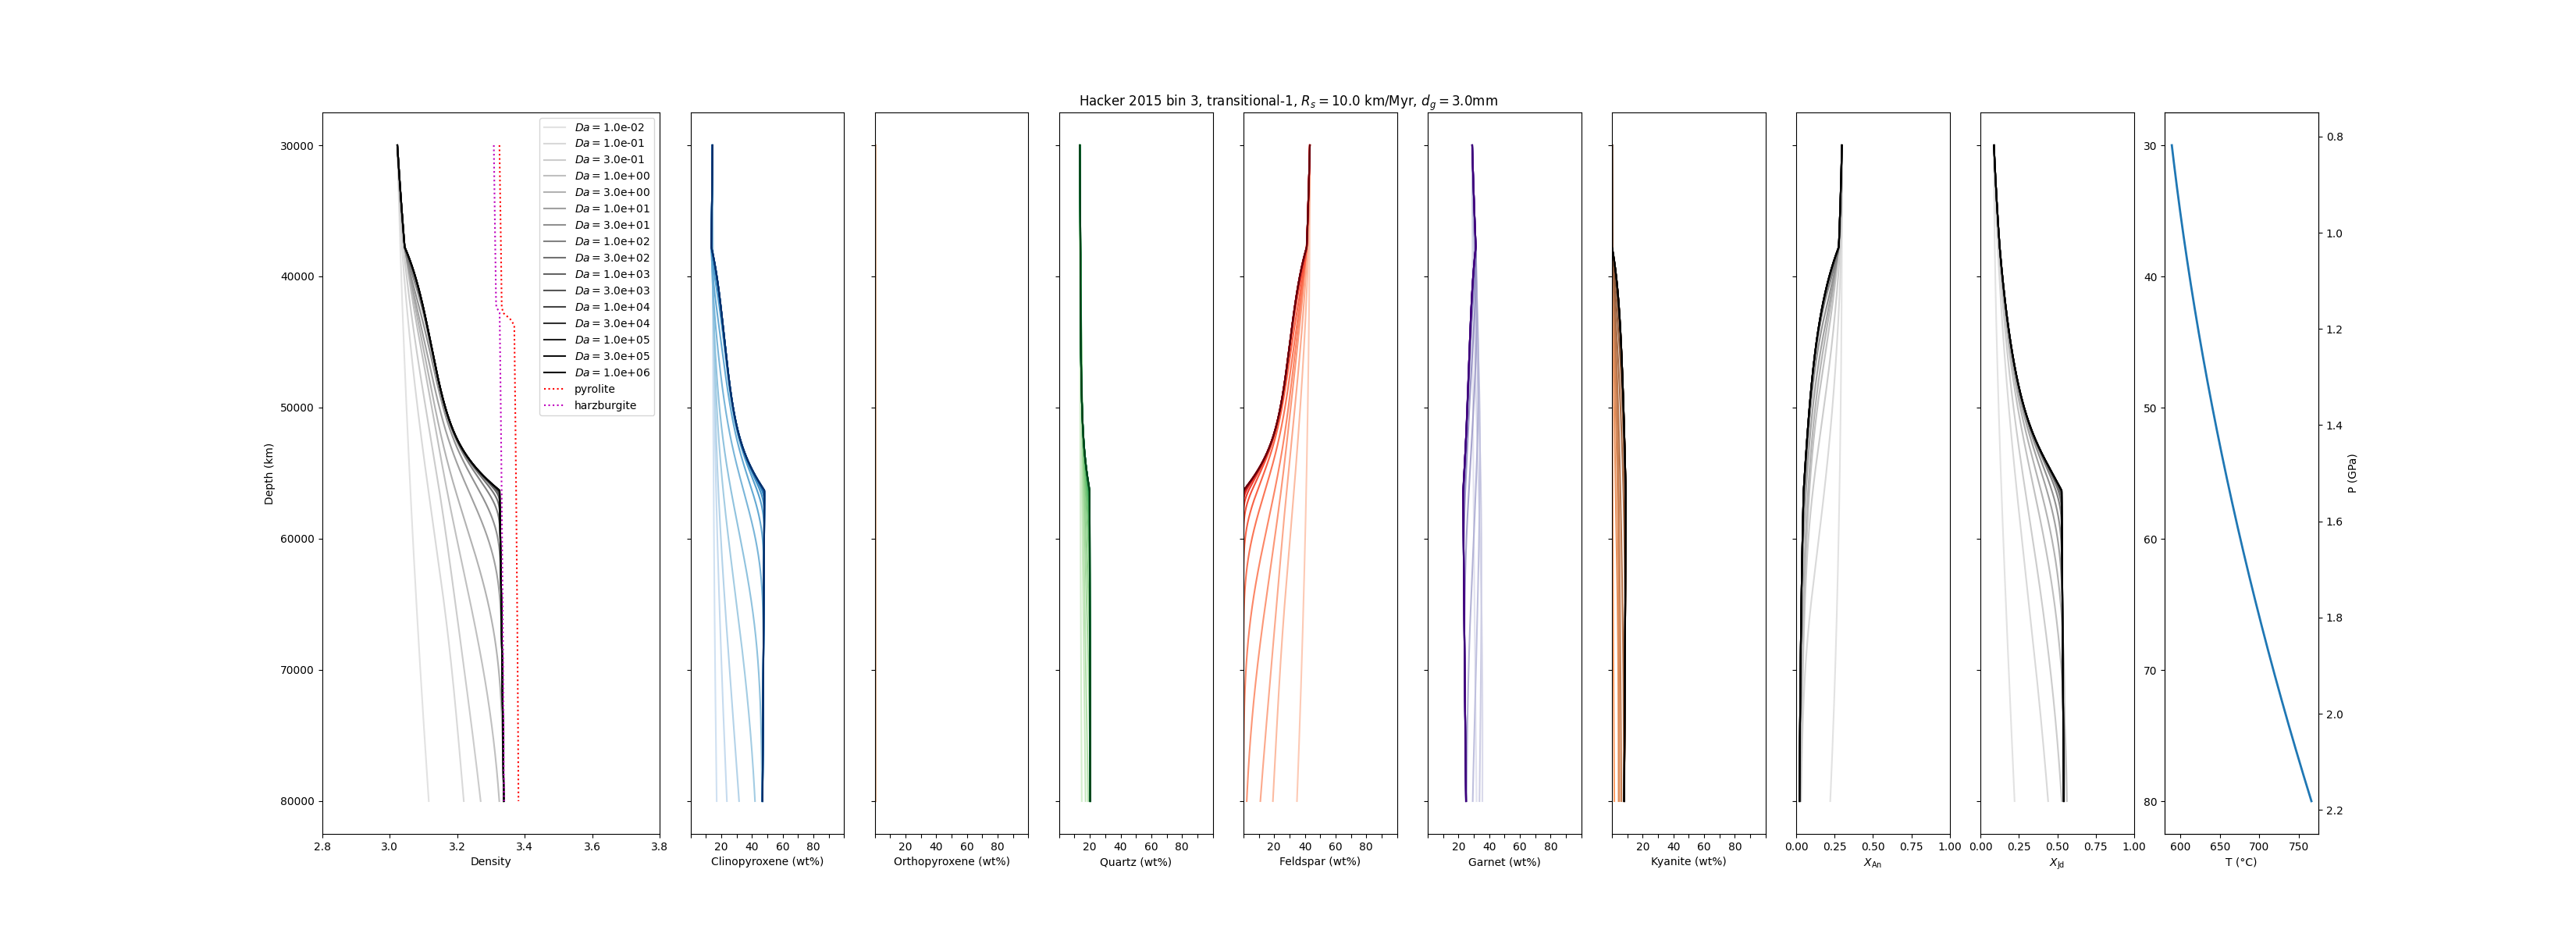 Hacker 2015 bin 3, transitional-1, R_s = 10.0 km/Myr, d_g = 3.0mm
Da = 1.0e-02
Da = 1.0e-01
Da = 3.0e-01
Da = 1.0e+00
Da = 3.0e+00
Da = 1.0e+01
Da = 3.0e+01
Da = 1.0e+02
Da = 3.0e+02
Da = 1.0e+03
Da = 3.0e+03
Da = 1.0e+04
Da = 3.0e+04
Da = 1.0e+05
Da = 3.0e+05
Da = 1.0e+06
pyrolite
harzburgite
Depth (km)
30000
40000
50000
60000
70000
80000
2.8 3.0 3.2 3.4 3.6 3.8
Density
20 40 60 80
Clinopyroxene (wt%)
20 40 60 80
Orthopyroxene (wt%)
20 40 60 80
Quartz (wt%)
20 40 60 80
Feldspar (wt%)
20 40 60 80
Garnet (wt%)
20 40 60 80
Kyanite (wt%)
0.00 0.25 0.50 0.75 1.00
X_An
0.00 0.25 0.50 0.75 1.00
X_Jd
30
40
50
60
70
80
600 650 700 750
T (°C)
0.8
1.0
1.2
1.4
1.6
1.8
2.0
2.2
P (GPa)